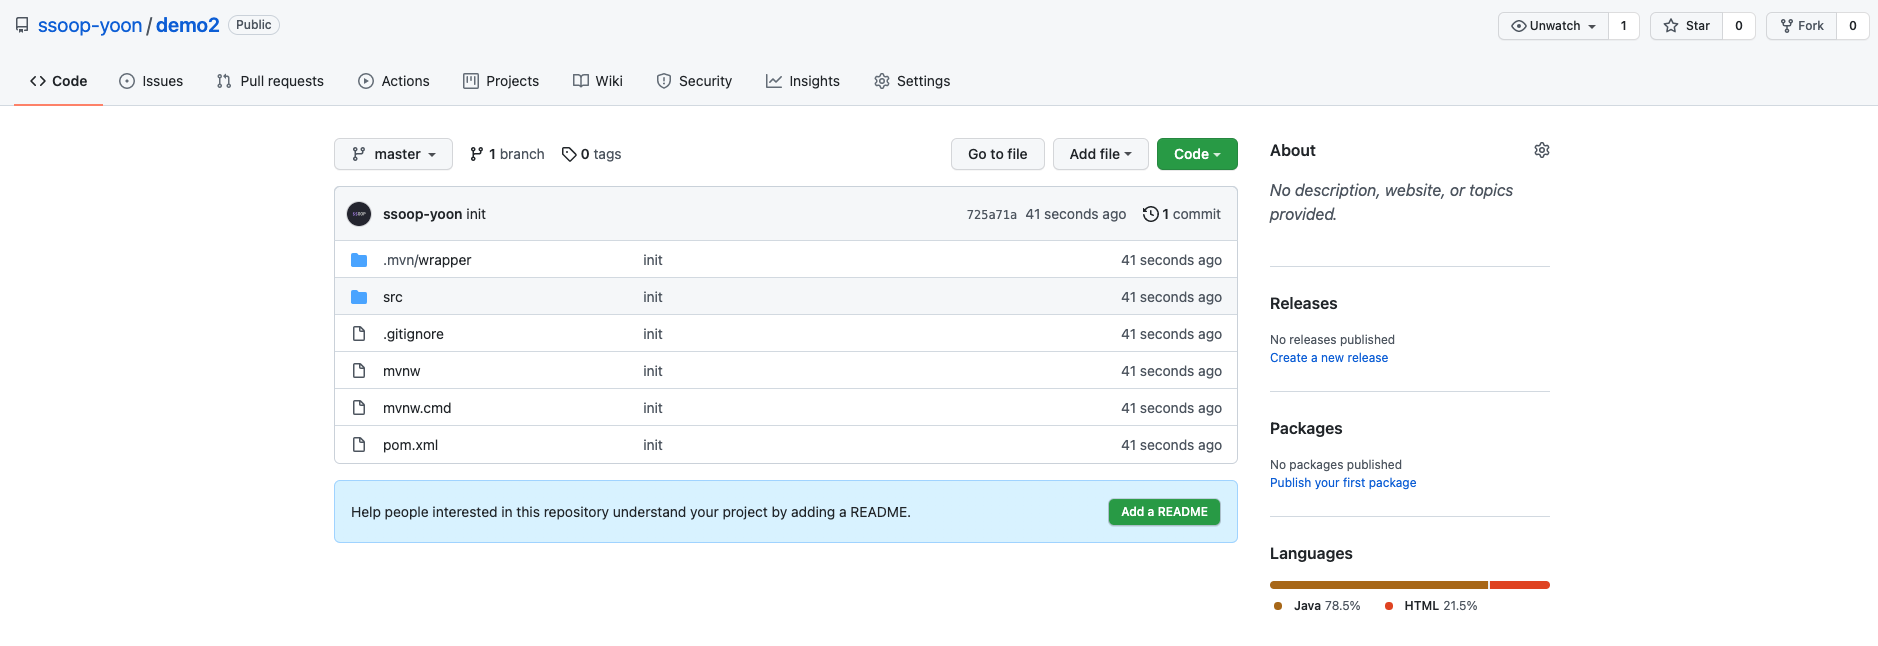 ssoop-yoon / demo2 Public Unwatch 1 Star 0 Fork 0
Code Issues Pull requests Actions Projects Wiki Security Insights Settings
master 1 branch 0 tags Go to file Add file Code
ssoop-yoon init 725a71a 41 seconds ago 1 commit
.mvn/wrapper init 41 seconds ago
src init 41 seconds ago
.gitignore init 41 seconds ago
mvnw init 41 seconds ago
mvnw.cmd init 41 seconds ago
pom.xml init 41 seconds ago
Help people interested in this repository understand your project by adding a README. Add a README
About
No description, website, or topics
provided.
Releases
No releases published
Create a new release
Packages
No packages published
Publish your first package
Languages
Java 78.5% HTML 21.5%